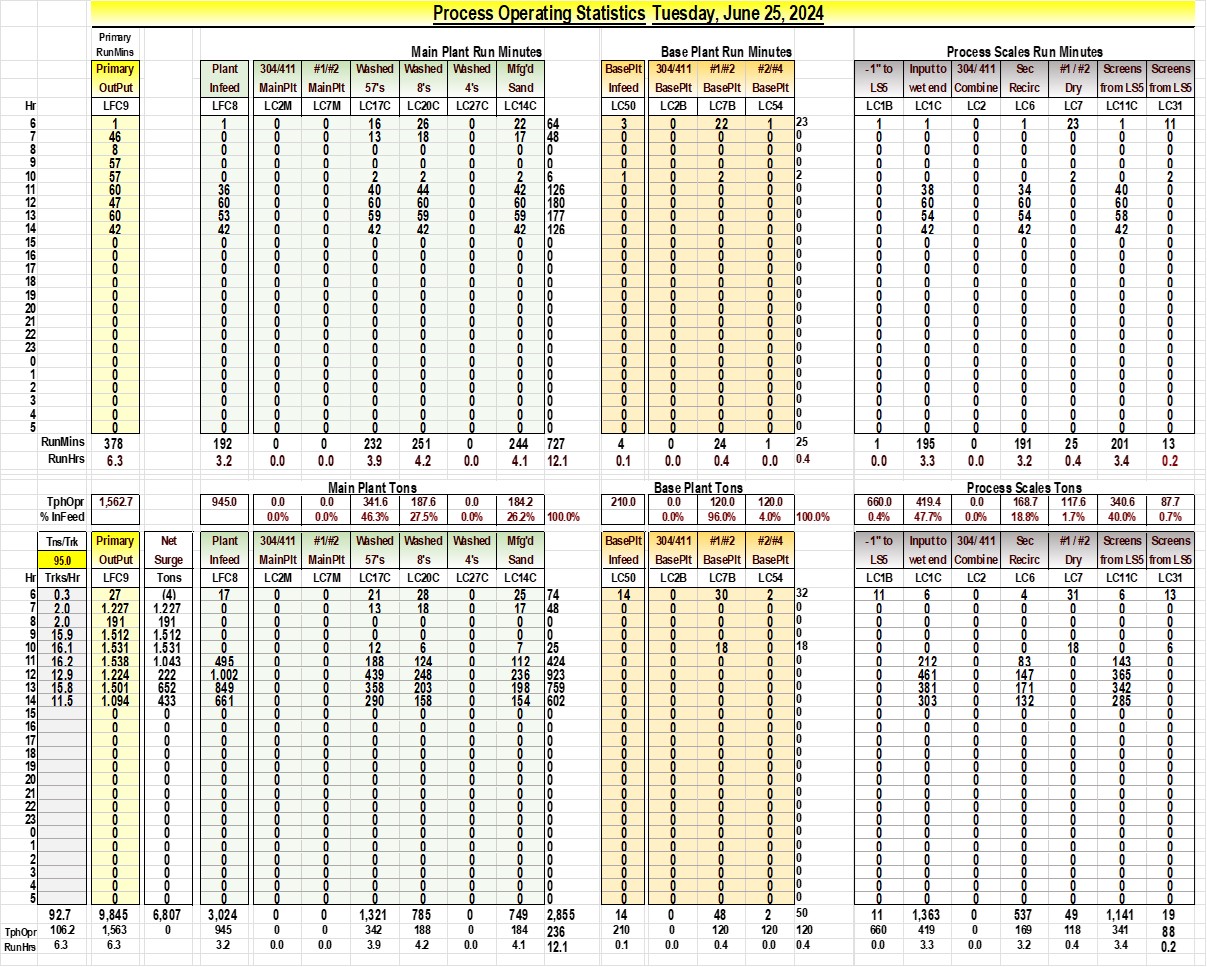 Process Operating Statistics Tuesday, June 25, 2024
Primary
RunMins Main Plant Run Minutes Base Plant Run Minutes Process Scales Run Minutes
Primary Plant 304/411 #1/#2 Washed Washed Washed Mfg'd BasePlt 304/411 #1/#2 #2/#4 -1" to Input to 304/ 411 Sec #1 / #2 Screens Screens
OutPut Infeed MainPlt MainPlt 57's 8's 4's Sand Infeed BasePlt BasePlt BasePlt LS5 wet end Combine Recirc Dry from LS5 from LS5
Hr LFC9 LFC8 LC2M LC7M LC17C LC20C LC27C LC14C LC50 LC2B LC7B LC54 LC1B LC1C LC2 LC6 LC7 LC11C LC31
6 1 1 0 0 16 26 0 22 64 3 0 22 1 23 1 1 0 1 23 1 11
7 46 0 0 0 13 18 0 17 48 0 0 0 0 0 0 0 0 0 0 0 0
8 8 0 0 0 0 0 0 0 0 0 0 0 0 0 0 0 0 0 0 0 0
9 57 0 0 0 0 0 0 0 0 0 0 0 0 0 0 0 0 0 0 0 0
10 57 0 0 0 2 2 0 2 6 1 0 2 0 2 0 0 0 0 2 0 2
11 60 36 0 0 40 44 0 42 126 0 0 0 0 0 0 38 0 34 0 40 0
12 47 60 0 0 60 60 0 60 180 0 0 0 0 0 0 60 0 60 0 60 0
13 60 53 0 0 59 59 0 59 177 0 0 0 0 0 0 54 0 54 0 58 0
14 42 42 0 0 42 42 0 42 126 0 0 0 0 0 0 42 0 42 0 42 0
15 0 0 0 0 0 0 0 0 0 0 0 0 0 0 0 0 0 0 0 0 0
16 0 0 0 0 0 0 0 0 0 0 0 0 0 0 0 0 0 0 0 0 0
17 0 0 0 0 0 0 0 0 0 0 0 0 0 0 0 0 0 0 0 0 0
18 0 0 0 0 0 0 0 0 0 0 0 0 0 0 0 0 0 0 0 0 0
19 0 0 0 0 0 0 0 0 0 0 0 0 0 0 0 0 0 0 0 0 0
20 0 0 0 0 0 0 0 0 0 0 0 0 0 0 0 0 0 0 0 0 0
21 0 0 0 0 0 0 0 0 0 0 0 0 0 0 0 0 0 0 0 0 0
22 0 0 0 0 0 0 0 0 0 0 0 0 0 0 0 0 0 0 0 0 0
23 0 0 0 0 0 0 0 0 0 0 0 0 0 0 0 0 0 0 0 0 0
0 0 0 0 0 0 0 0 0 0 0 0 0 0 0 0 0 0 0 0 0 0
1 0 0 0 0 0 0 0 0 0 0 0 0 0 0 0 0 0 0 0 0 0
2 0 0 0 0 0 0 0 0 0 0 0 0 0 0 0 0 0 0 0 0 0
3 0 0 0 0 0 0 0 0 0 0 0 0 0 0 0 0 0 0 0 0 0
4 0 0 0 0 0 0 0 0 0 0 0 0 0 0 0 0 0 0 0 0 0
5 0 0 0 0 0 0 0 0 0 0 0 0 0 0 0 0 0 0 0 0 0
RunMins 378 192 0 0 232 251 0 244 727 4 0 24 1 25 1 195 0 191 25 201 13
RunHrs 6.3 3.2 0.0 0.0 3.9 4.2 0.0 4.1 12.1 0.1 0.0 0.4 0.0 0.4 0.0 3.3 0.0 3.2 0.4 3.4 0.2
Main Plant Tons Base Plant Tons Process Scales Tons
TphOpr 1,562.7 945.0 0.0 0.0 341.6 187.6 0.0 184.2 210.0 0.0 120.0 120.0 660.0 419.4 0.0 168.7 117.6 340.6 87.7
% InFeed 0.0% 0.0% 46.3% 27.5% 0.0% 26.2% 100.0% 0.0% 96.0% 4.0% 100.0% 0.4% 47.7% 0.0% 18.8% 1.7% 40.0% 0.7%
Tns/Trk Primary Net Plant 304/411 #1/#2 Washed Washed Washed Mfg'd BasePlt 304/411 #1/#2 #2/#4 -1" to Input to 304/ 411 Sec #1 / #2 Screens Screens
95.0 OutPut Surge Infeed MainPlt MainPlt 57's 8's 4's Sand Infeed BasePlt BasePlt BasePlt LS5 wet end Combine Recirc Dry from LS5 from LS5
Hr Trks/Hr LFC9 Tons LFC8 LC2M LC7M LC17C LC20C LC27C LC14C LC50 LC2B LC7B LC54 LC1B LC1C LC2 LC6 LC7 LC11C LC31
6 0.3 27 (4) 17 0 0 21 28 0 25 74 14 0 30 2 32 11 6 0 4 31 6 13
7 2.0 1,227 1,227 0 0 0 13 18 0 17 48 0 0 0 0 0 0 0 0 0 0 0 0
8 2.0 191 191 0 0 0 0 0 0 0 0 0 0 0 0 0 0 0 0 0 0 0 0
9 15.9 1,512 1,512 0 0 0 0 0 0 0 0 0 0 0 0 0 0 0 0 0 0 0 0
10 16.1 1,531 1,531 0 0 0 12 6 0 7 25 0 0 18 0 18 0 0 0 0 18 0 6
11 16.2 1,538 1,043 495 0 0 188 124 0 112 424 0 0 0 0 0 0 212 0 83 0 143 0
12 12.9 1,224 222 1,002 0 0 439 248 0 236 923 0 0 0 0 0 0 461 0 147 0 365 0
13 15.8 1,501 652 849 0 0 358 203 0 198 759 0 0 0 0 0 0 381 0 171 0 342 0
14 11.5 1,094 433 661 0 0 290 158 0 154 602 0 0 0 0 0 0 303 0 132 0 285 0
15 0 0 0 0 0 0 0 0 0 0 0 0 0 0 0 0 0 0 0 0 0 0
16 0 0 0 0 0 0 0 0 0 0 0 0 0 0 0 0 0 0 0 0 0 0
17 0 0 0 0 0 0 0 0 0 0 0 0 0 0 0 0 0 0 0 0 0 0
18 0 0 0 0 0 0 0 0 0 0 0 0 0 0 0 0 0 0 0 0 0 0
19 0 0 0 0 0 0 0 0 0 0 0 0 0 0 0 0 0 0 0 0 0 0
20 0 0 0 0 0 0 0 0 0 0 0 0 0 0 0 0 0 0 0 0 0 0
21 0 0 0 0 0 0 0 0 0 0 0 0 0 0 0 0 0 0 0 0 0 0
22 0 0 0 0 0 0 0 0 0 0 0 0 0 0 0 0 0 0 0 0 0 0
23 0 0 0 0 0 0 0 0 0 0 0 0 0 0 0 0 0 0 0 0 0 0
0 0 0 0 0 0 0 0 0 0 0 0 0 0 0 0 0 0 0 0 0 0 0
1 0 0 0 0 0 0 0 0 0 0 0 0 0 0 0 0 0 0 0 0 0 0
2 0 0 0 0 0 0 0 0 0 0 0 0 0 0 0 0 0 0 0 0 0 0
3 0 0 0 0 0 0 0 0 0 0 0 0 0 0 0 0 0 0 0 0 0 0
4 0 0 0 0 0 0 0 0 0 0 0 0 0 0 0 0 0 0 0 0 0 0
5 0 0 0 0 0 0 0 0 0 0 0 0 0 0 0 0 0 0 0 0 0 0
92.7 9,845 6,807 3,024 0 0 1,321 785 0 749 2,855 14 0 48 2 50 11 1,363 0 537 49 1,141 19
TphOpr 106.2 1,563 0 945 0 0 342 188 0 184 236 210 0 120 120 120 660 419 0 169 118 341 88
RunHrs 6.3 6.3 3.2 0.0 0.0 3.9 4.2 0.0 4.1 12.1 0.1 0.0 0.4 0.0 0.4 0.0 3.3 0.0 3.2 0.4 3.4 0.2